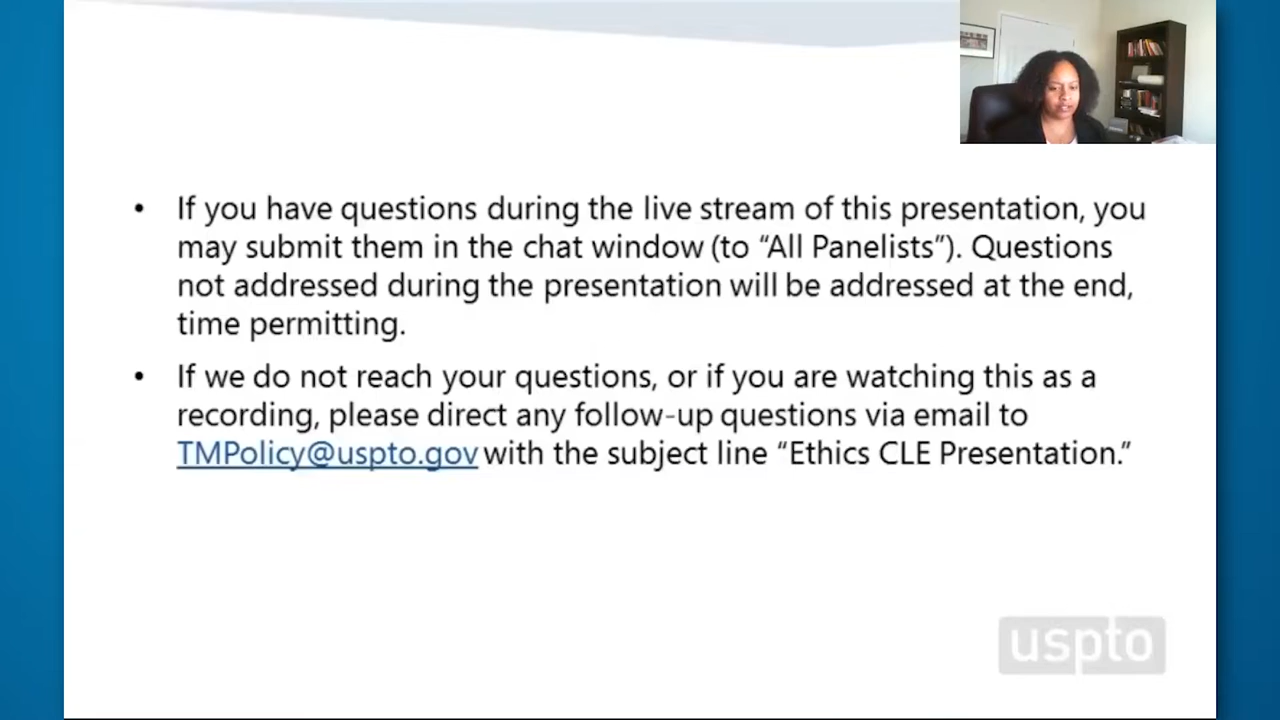 • If you have questions during the live stream of this presentation, you
may submit them in the chat window (to “All Panelists”). Questions
not addressed during the presentation will be addressed at the end,
time permitting.
• If we do not reach your questions, or if you are watching this as a
recording, please direct any follow-up questions via email to
TMPolicy@uspto.gov with the subject line “Ethics CLE Presentation.”
uspto